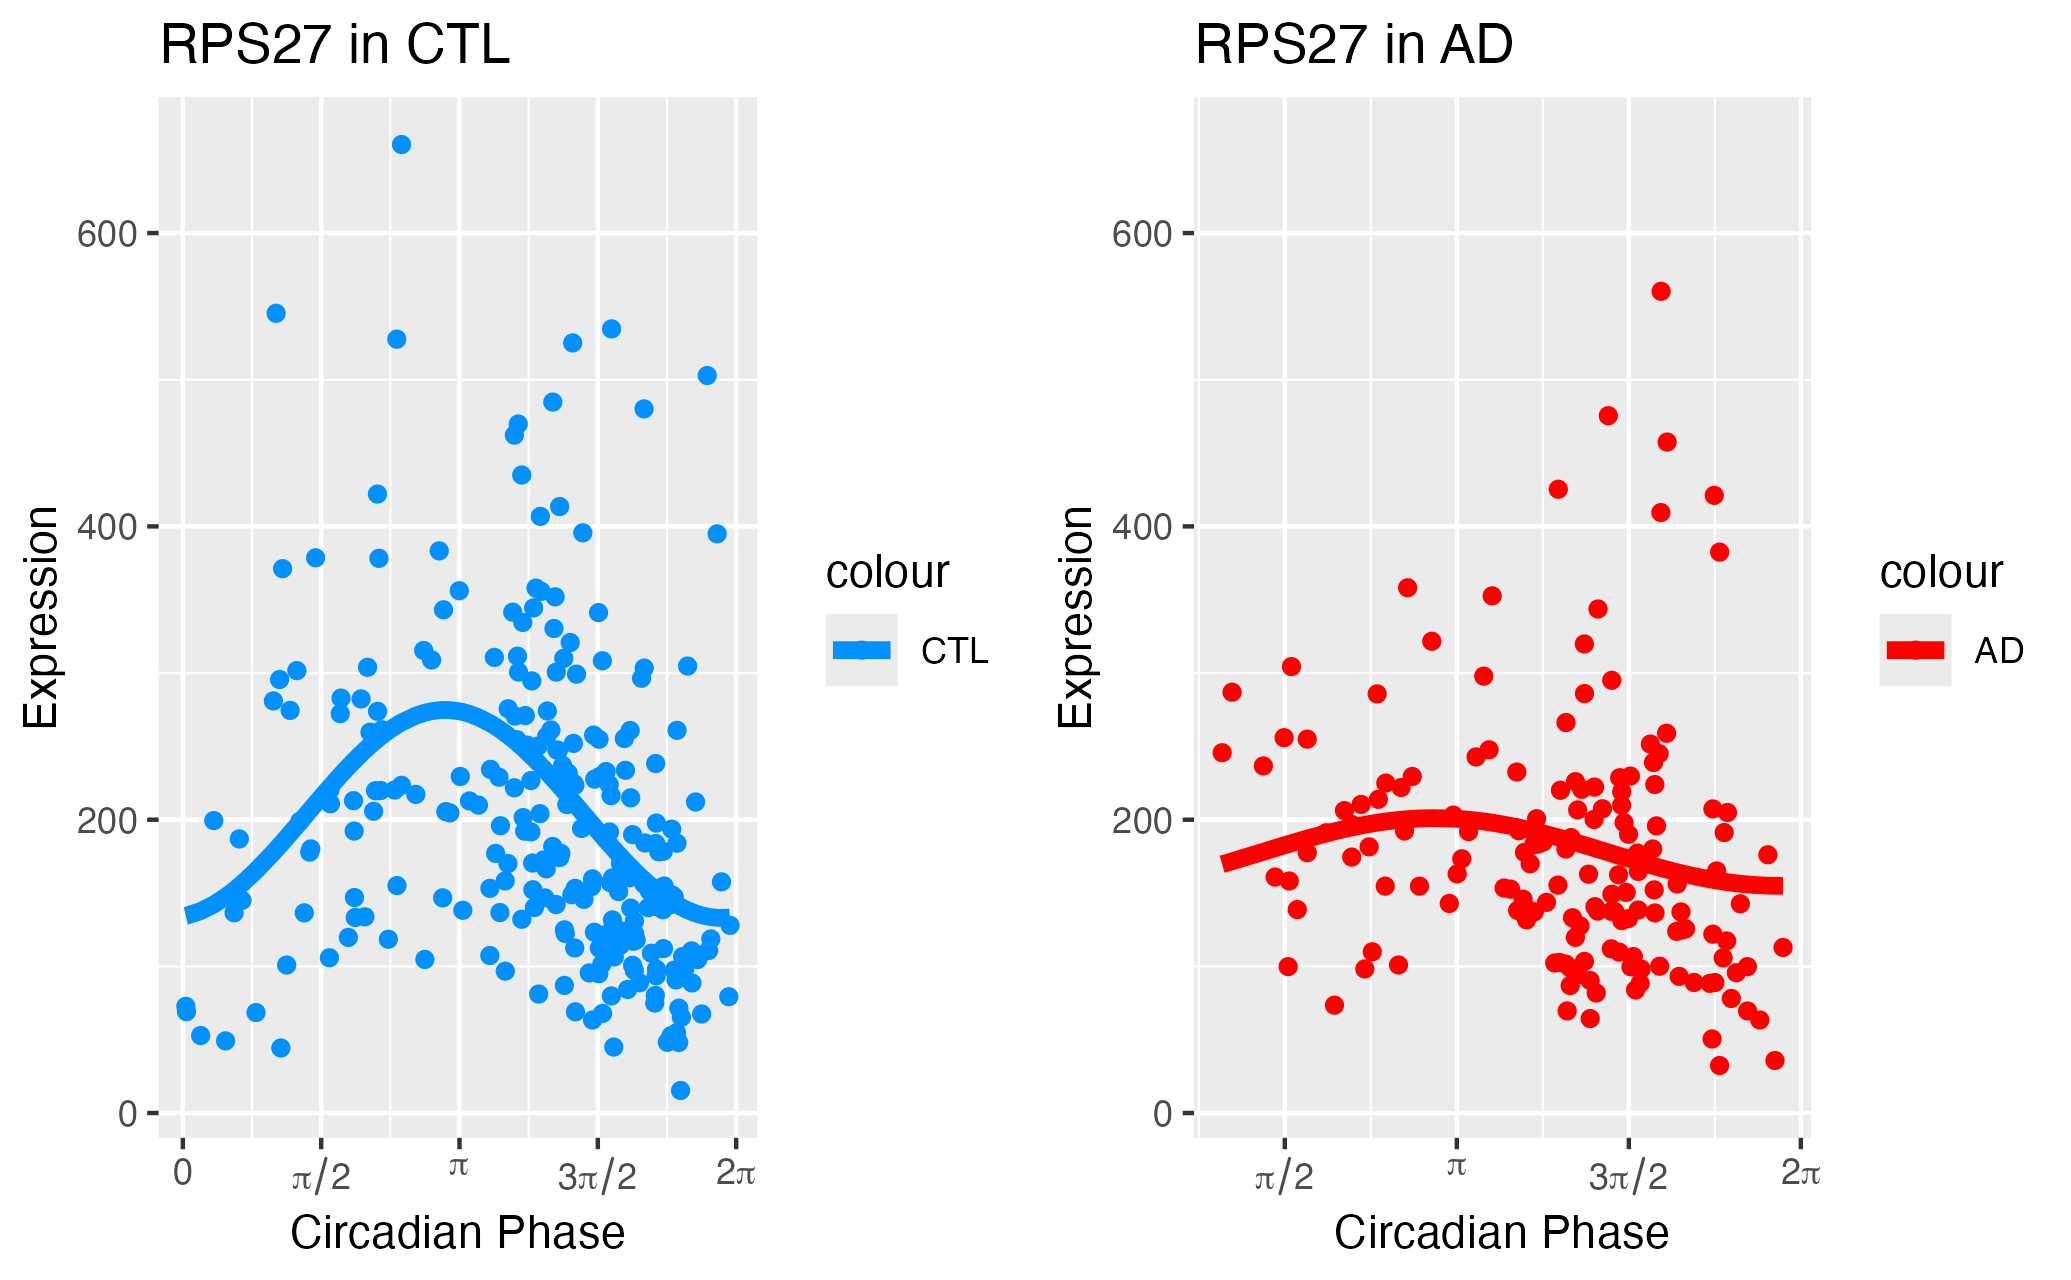 RPS27 in CTL
Expression
600
400
200
0
0 π/2 π 3π/2 2π
Circadian Phase
colour
CTL
RPS27 in AD
Expression
600
400
200
0
π/2 π 3π/2 2π
Circadian Phase
colour
AD